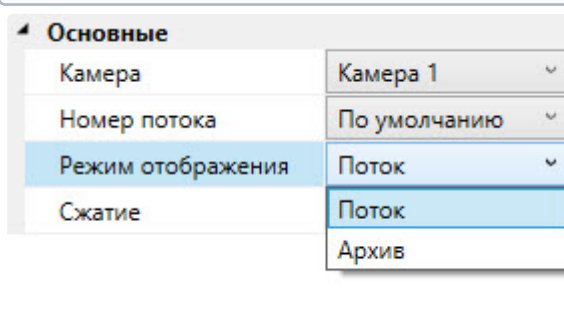 Основные
Камера Камера 1
Номер потока По умолчанию
Режим отображения Поток
Сжатие Поток
Архив